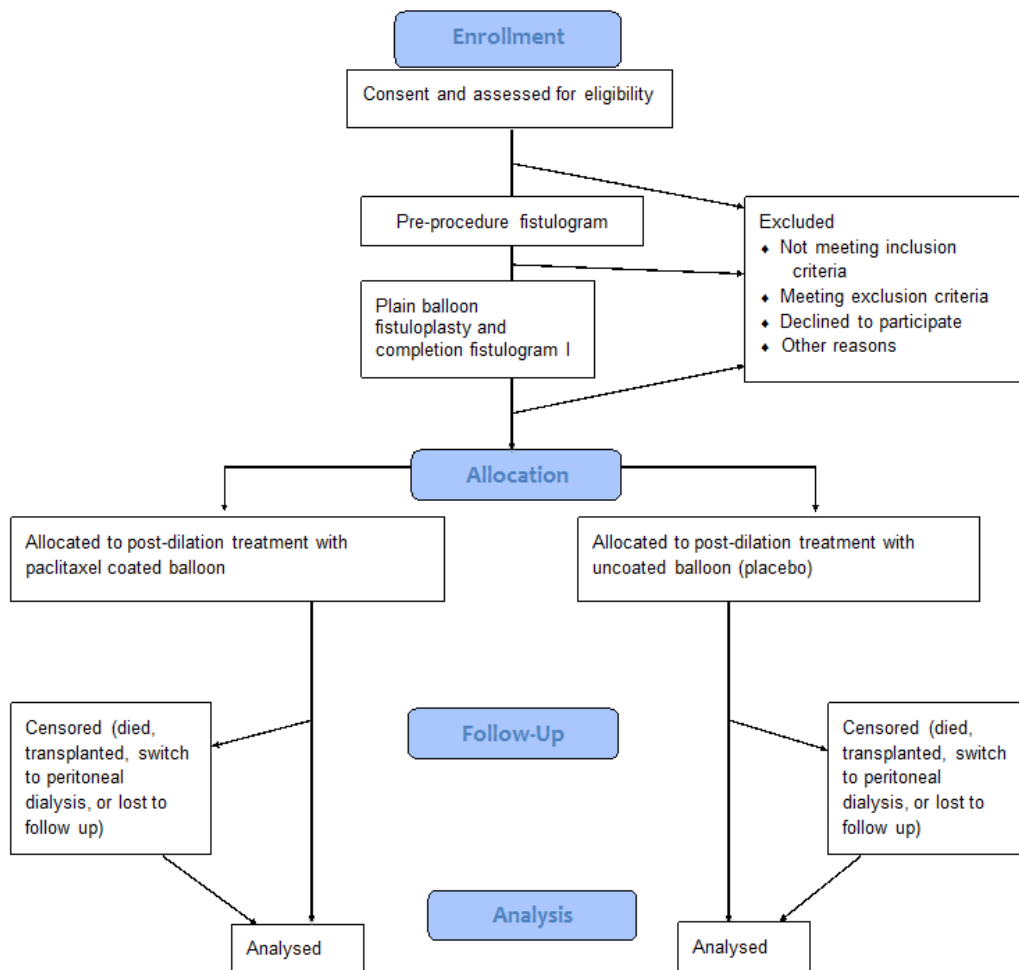 Enrollment
Consent and assessed for eligibility
Pre-procedure fistulogram
Excluded
♦ Not meeting inclusion
criteria
♦ Meeting exclusion criteria
♦ Declined to participate
♦ Other reasons
Plain balloon
fistuloplasty and
completion fistulogram I
Allocation
Allocated to post-dilation treatment with
paclitaxel coated balloon
Allocated to post-dilation treatment with
uncoated balloon (placebo)
Follow-Up
Censored (died,
transplanted, switch
to peritoneal
dialysis, or lost to
follow up)
Censored (died,
transplanted, switch
to peritoneal
dialysis, or lost to
follow up)
Analysis
Analysed
Analysed